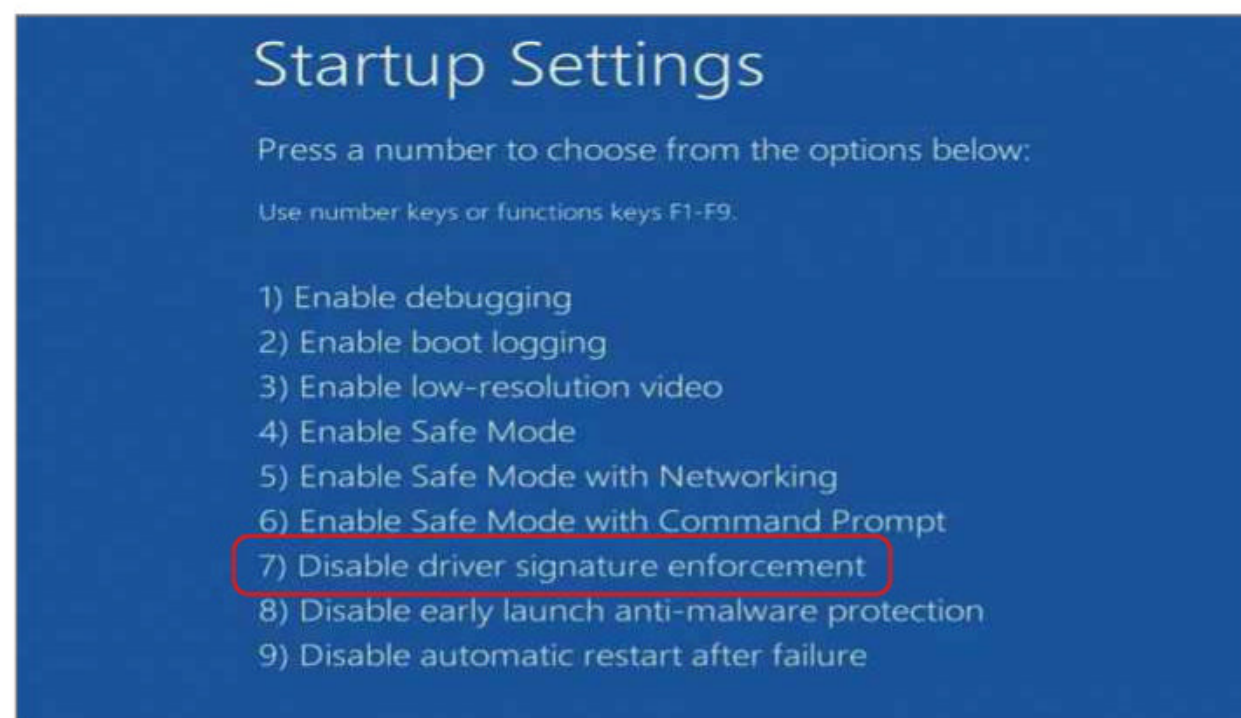 Startup Settings
Press a number to choose from the options below:
Use number keys or functions keys F1-F9.
1) Enable debugging
2) Enable boot logging
3) Enable low-resolution video
4) Enable Safe Mode
5) Enable Safe Mode with Networking
6) Enable Safe Mode with Command Prompt
7) Disable driver signature enforcement
8) Disable early launch anti-malware protection
9) Disable automatic restart after failure